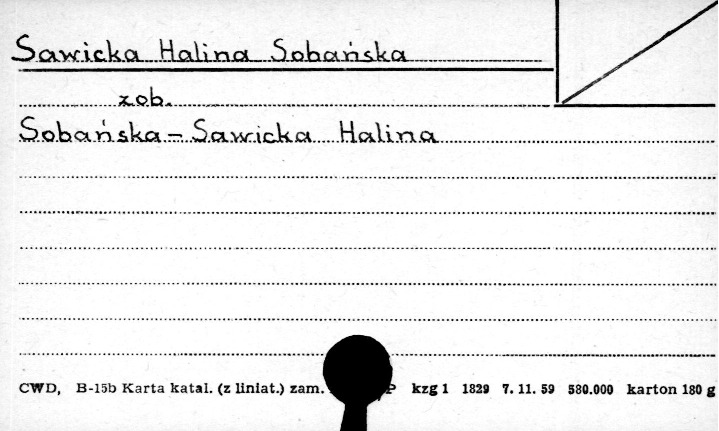 Sawicka Halina Sobańska
zob.
Sobańska – Sawicka Halina
CWD, B-15b Karta katal. (z liniat.) zam. kzg 1 1829 7. 11. 59 580.000 karton 180 g